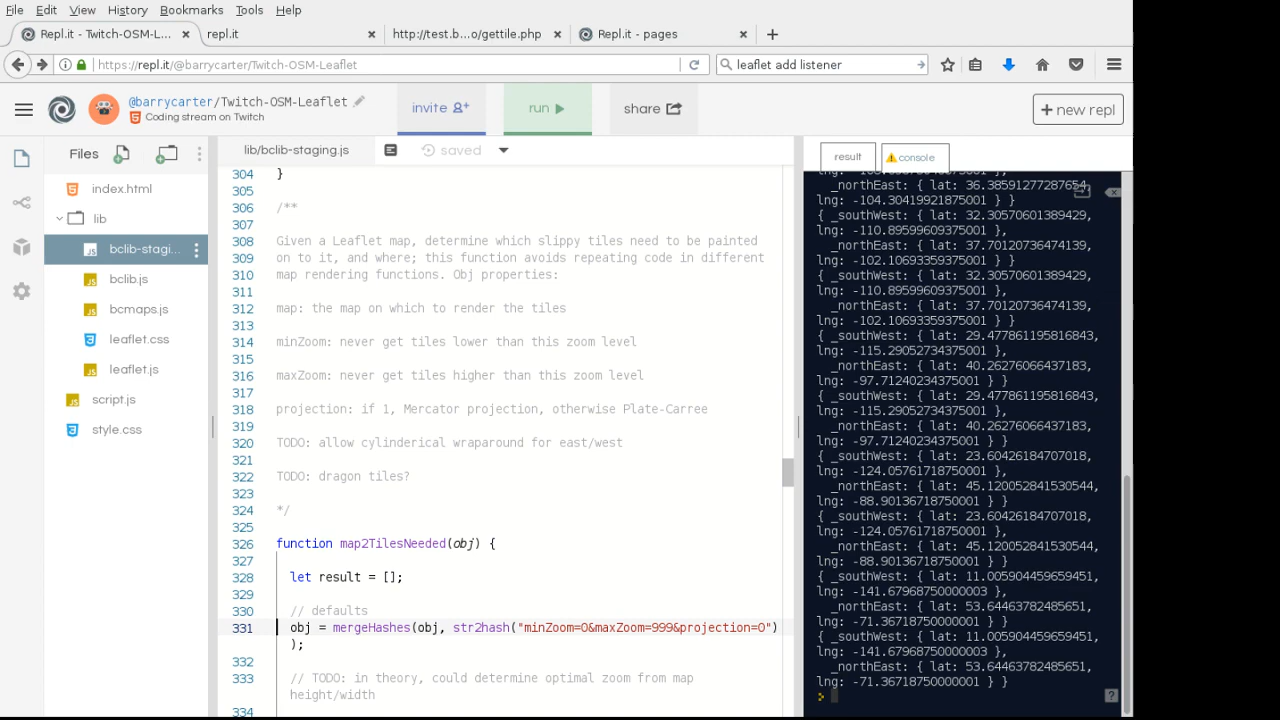 File Edit View History Bookmarks Tools Help
Repl.it - Twitch-OSM-L... × repl.it × http://test.b...o/gettile.php × Repl.it - pages × +
https://repl.it/@barrycarter/Twitch-OSM-Leaflet leaflet add listener
@barrycarter/Twitch-OSM-Leaflet
Coding stream on Twitch
invite run share + new repl
Files
index.html
lib
bclib-stagi...
bclib.js
bcmaps.js
leaflet.css
leaflet.js
script.js
style.css
lib/bclib-staging.js saved
304 }
305
306 /**
307
308 Given a Leaflet map, determine which slippy tiles need to be painted
309 on to it, and where; this function avoids repeating code in different
310 map rendering functions. Obj properties:
311
312 map: the map on which to render the tiles
313
314 minZoom: never get tiles lower than this zoom level
315
316 maxZoom: never get tiles higher than this zoom level
317
318 projection: if 1, Mercator projection, otherwise Plate-Carree
319
320 TODO: allow cylinderical wraparound for east/west
321
322 TODO: dragon tiles?
323
324 */
325
326 function map2TilesNeeded(obj) {
327
328 let result = [];
329
330 // defaults
331 obj = mergeHashes(obj, str2hash("minZoom=0&maxZoom=999&projection=0")
);
332
333 // TODO: in theory, could determine optimal zoom from map
height/width
334
result console
_northEast: { lat: 36.38591277287654,
lng: -104.30419921875001 } }
{ _southWest: { lat: 32.30570601389429,
lng: -110.89599609375001 },
_northEast: { lat: 37.70120736474139,
lng: -102.10693359375001 } }
{ _southWest: { lat: 32.30570601389429,
lng: -110.89599609375001 },
_northEast: { lat: 37.70120736474139,
lng: -102.10693359375001 } }
{ _southWest: { lat: 29.477861195816843,
lng: -115.29052734375001 },
_northEast: { lat: 40.26276066437183,
lng: -97.71240234375001 } }
{ _southWest: { lat: 29.477861195816843,
lng: -115.29052734375001 },
_northEast: { lat: 40.26276066437183,
lng: -97.71240234375001 } }
{ _southWest: { lat: 23.60426184707018,
lng: -124.05761718750001 },
_northEast: { lat: 45.120052841530544,
lng: -88.90136718750001 } }
{ _southWest: { lat: 23.60426184707018,
lng: -124.05761718750001 },
_northEast: { lat: 45.120052841530544,
lng: -88.90136718750001 } }
{ _southWest: { lat: 11.005904459659451,
lng: -141.67968750000003 },
_northEast: { lat: 53.64463782485651,
lng: -71.36718750000001 } }
{ _southWest: { lat: 11.005904459659451,
lng: -141.67968750000003 },
_northEast: { lat: 53.64463782485651,
lng: -71.36718750000001 } }